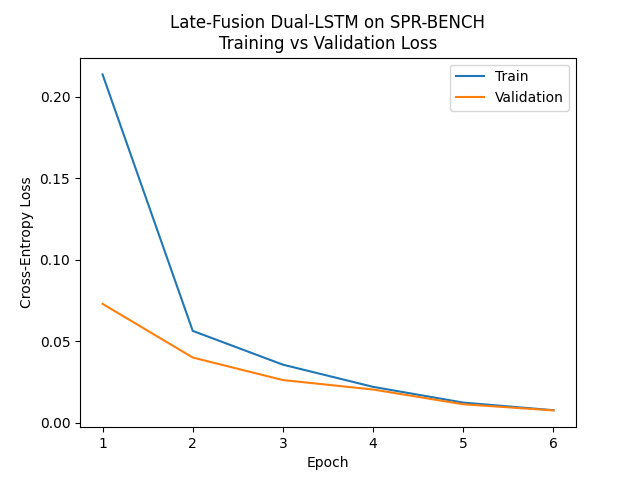 Late-Fusion Dual-LSTM on SPR-BENCH
Training vs Validation Loss
Train
Validation
0.20
0.15
0.10
0.05
0.00
Cross-Entropy Loss
1 2 3 4 5 6
Epoch